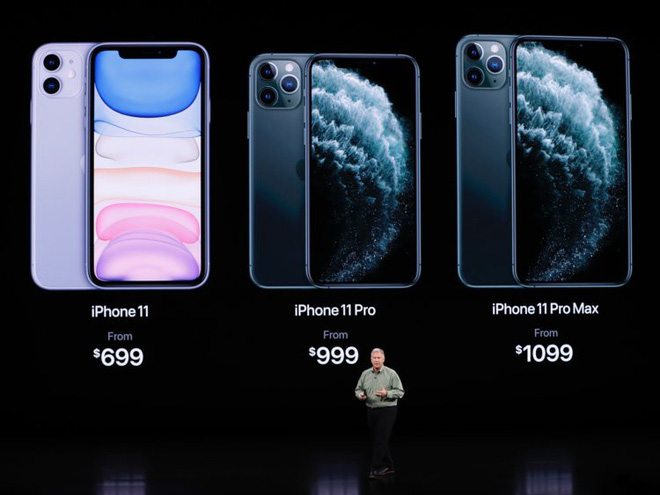 iPhone 11
From
$699
iPhone 11 Pro
From
$999
iPhone 11 Pro Max
From
$1099